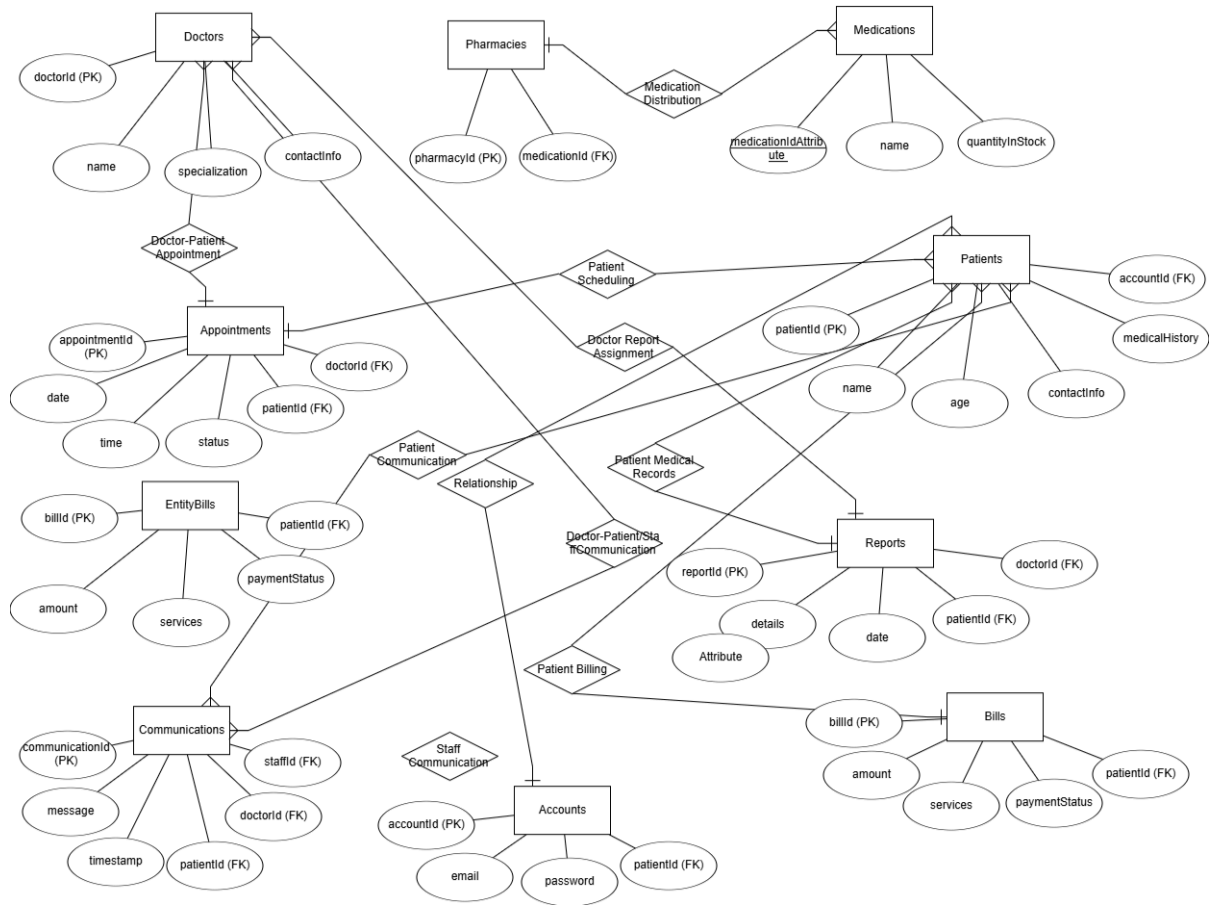 Doctors
Pharmacies
Medications
doctorId (PK)
Medication
Distribution
name
specialization
contactInfo
pharmacyId (PK)
medicationId (FK)
medicationIdAttrib
ute
name
quantityInStock
Doctor-Patient
Appointment
Patient
Scheduling
Patients
accountId (FK)
Appointments
appointmentId
(PK)
doctorId (FK)
patientId (PK)
Doctor Report
Assignment
medicalHistory
date
patientId (FK)
name
age
contactInfo
time
status
Patient
Communication
Patient Medical
Records
Relationship
EntityBills
billId (PK)
patientId (FK)
Doctor-Patient/Sta
ffCommunication
Reports
reportId (PK)
doctorId (FK)
paymentStatus
amount
services
details
date
patientId (FK)
Attribute
Patient Billing
Communications
Bills
billId (PK)
communicationId
(PK)
staffId (FK)
Staff
Communication
amount
services
paymentStatus
patientId (FK)
message
doctorId (FK)
Accounts
accountId (PK)
timestamp
patientId (FK)
email
password
patientId (FK)